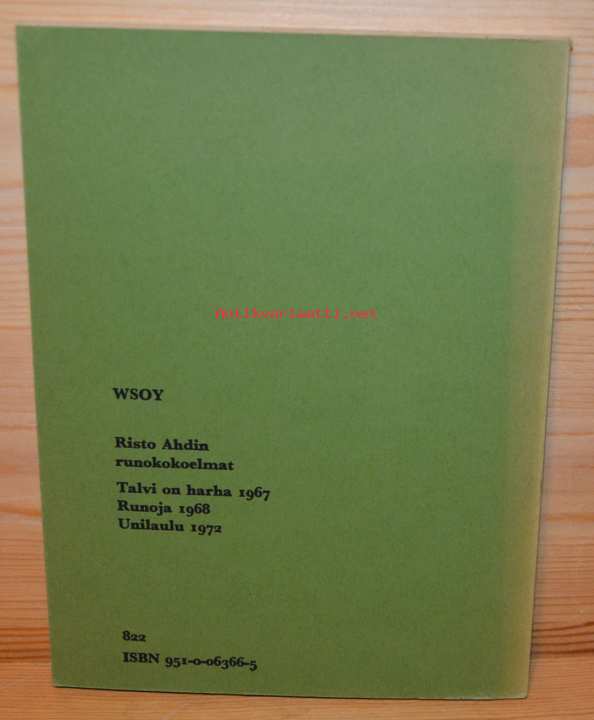 Antikvariaatti.net
WSOY
Risto Ahdin
runokokoelmat
Talvi on harha 1967
Runoja 1968
Unilaulu 1972
822
ISBN 951-0-06366-5